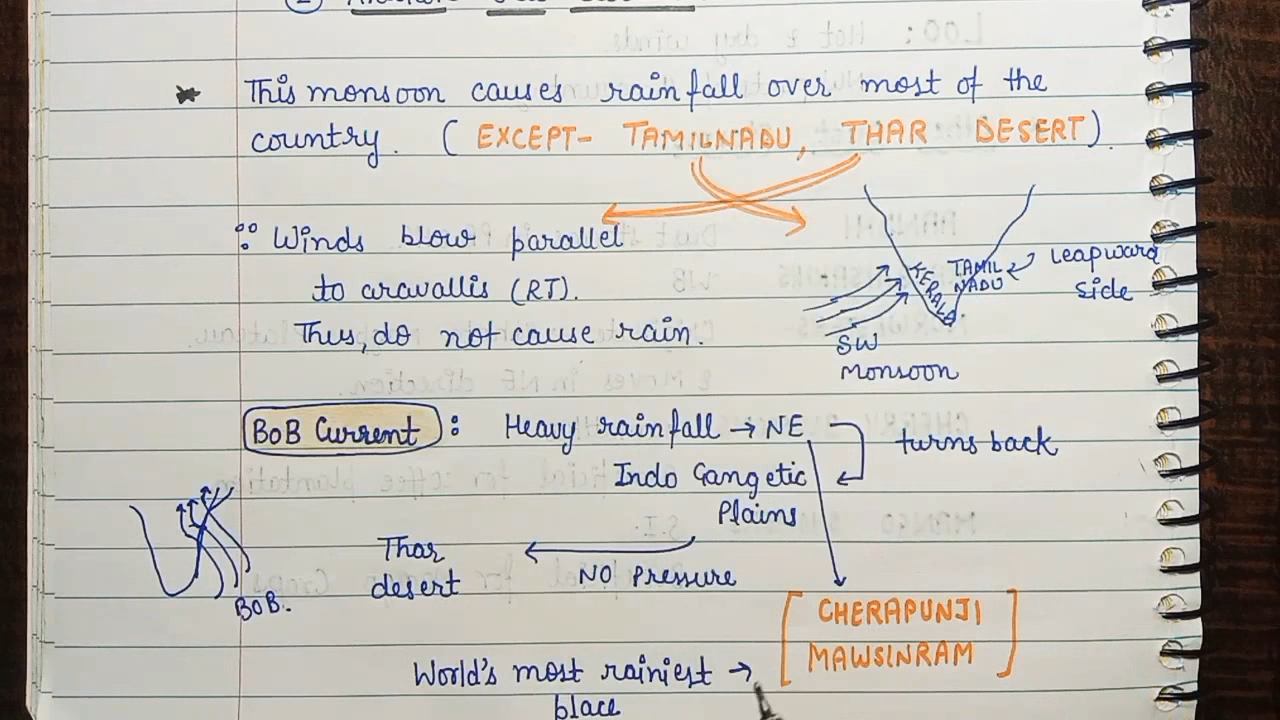 This monsoon causes rainfall over most of the
country. (EXCEPT- TAMILNADU, THAR DESERT).
∵ Winds blow parallel
to aravallis (RJ).
Thus, do not cause rain.
KERALA
TAMIL
NADU
leapward
side
SW
Monsoon
BoB Current : Heavy rainfall → NE
turns back
Indo Gangetic
Plains
Thar
desert
NO Pressure
BOB.
CHERAPUNJI
MAWSINRAM
World's most rainiest →
place